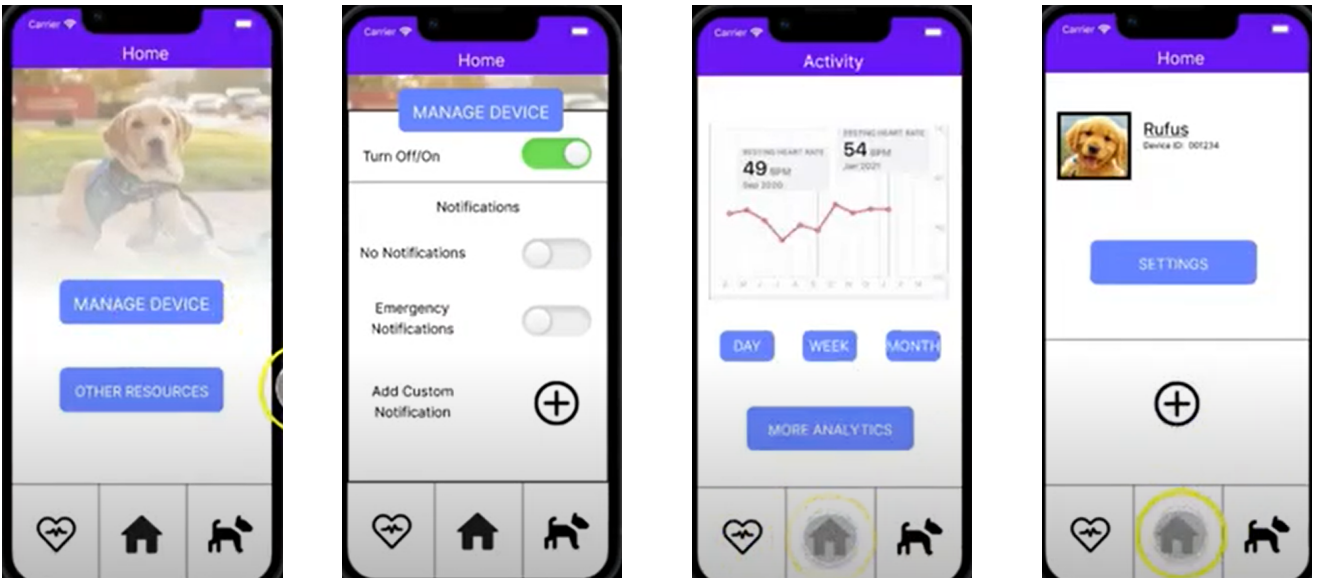 Carrier
Home
MANAGE DEVICE
OTHER RESOURCES
Carrier
Home
MANAGE DEVICE
Turn Off/On
Notifications
No Notifications
Emergency
Notifications
Add Custom
Notification
Carrier
Activity
RESTING HEART RATE
54 BPM
Jan 2021
RESTING HEART RATE
49 BPM
Sep 2020
DAY WEEK MONTH
MORE ANALYTICS
Carrier
Home
Rufus
Device ID: 001234
SETTINGS